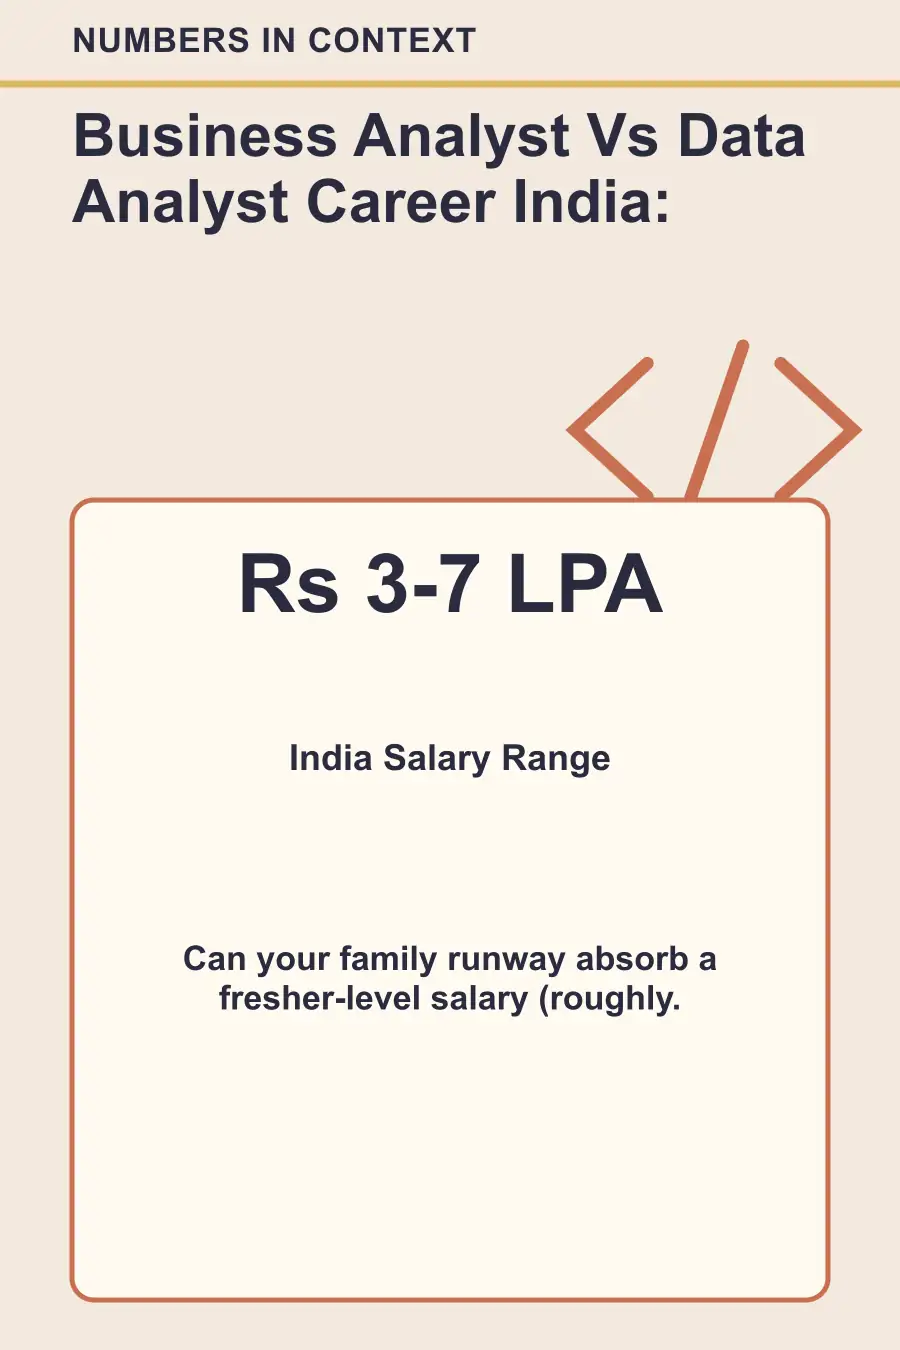 NUMBERS IN CONTEXT
Business Analyst Vs Data
Analyst Career India:
Rs 3-7 LPA
India Salary Range
Can your family runway absorb a
fresher-level salary (roughly.